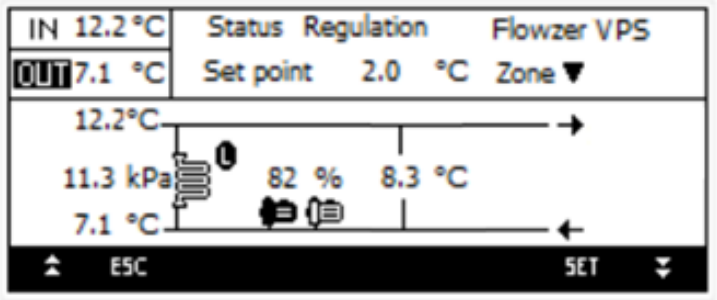 IN 12.2 °C Status Regulation Flowzer VPS
OUT 7.1 °C Set point 2.0 °C Zone ▼
12.2°C
L
11.3 kPa 82 % 8.3 °C
7.1 °C
ESC SET